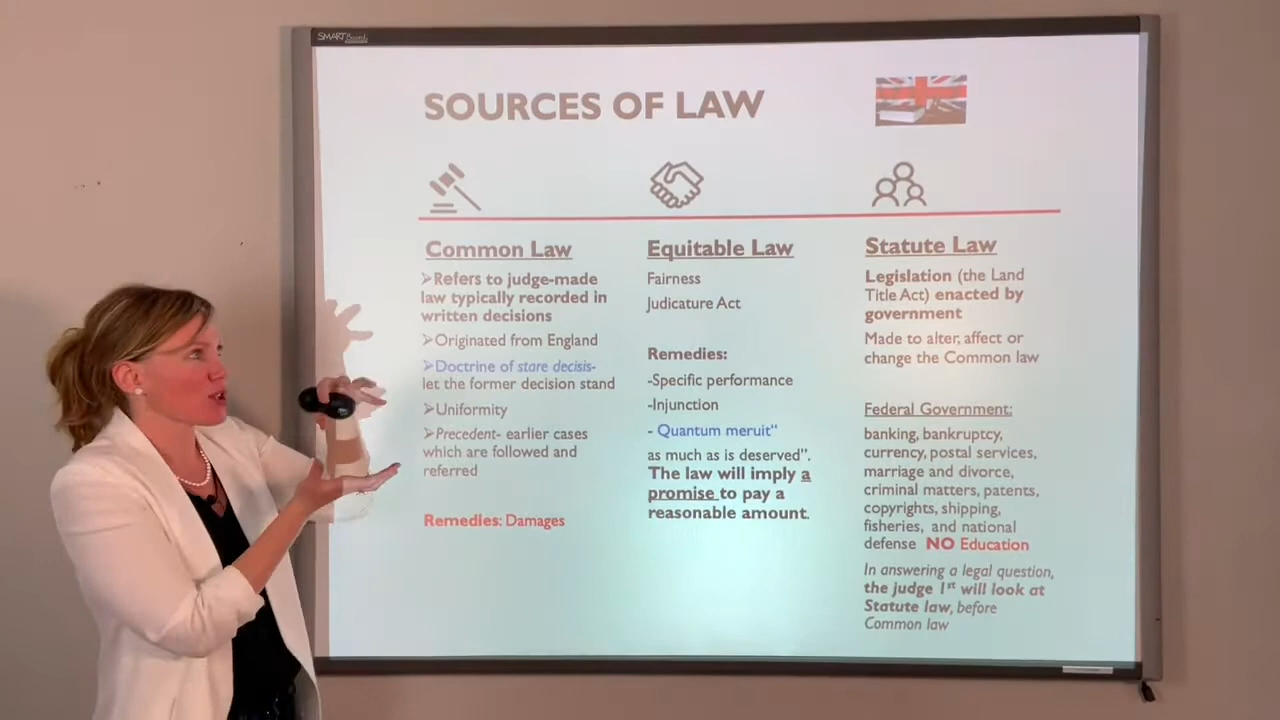 SMART Board
SOURCES OF LAW
Common Law
➢Refers to judge-made
law typically recorded in
written decisions
➢Originated from England
➢Doctrine of stare decisis-
let the former decision stand
➢Uniformity
➢Precedent- earlier cases
which are followed and
referred
Remedies: Damages
Equitable Law
Fairness
Judicature Act
Remedies:
-Specific performance
-Injunction
- Quantum meruit“
as much as is deserved”.
The law will imply a
promise to pay a
reasonable amount.
Statute Law
Legislation (the Land
Title Act) enacted by
government
Made to alter, affect or
change the Common law
Federal Government:
banking, bankruptcy,
currency, postal services,
marriage and divorce,
criminal matters, patents,
copyrights, shipping,
fisheries, and national
defense NO Education
In answering a legal question,
the judge 1st will look at
Statute law, before
Common law